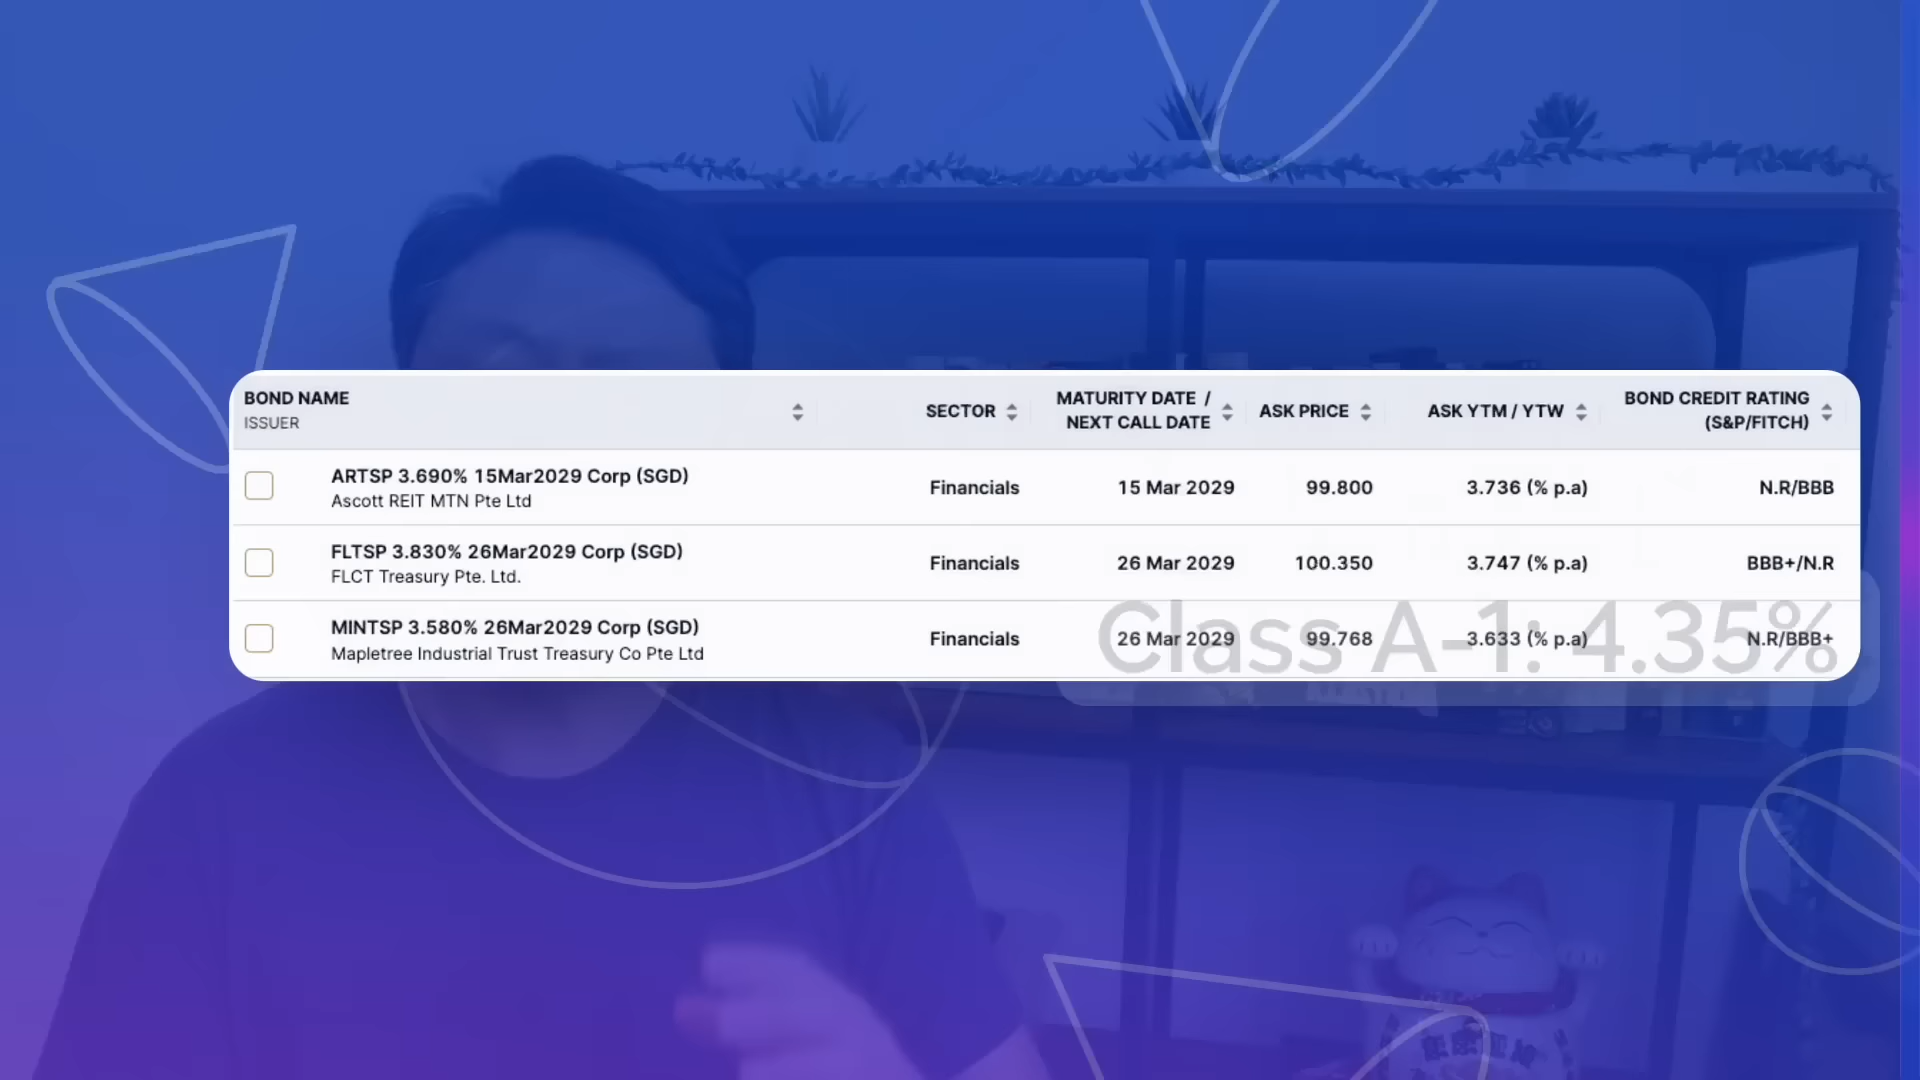 BOND NAME
ISSUER
SECTOR
MATURITY DATE /
NEXT CALL DATE
ASK PRICE
ASK YTM / YTW
BOND CREDIT RATING
(S&P/FITCH)
ARTSP 3.690% 15Mar2029 Corp (SGD)
Ascott REIT MTN Pte Ltd
Financials
15 Mar 2029
99.800
3.736 (% p.a)
N.R/BBB
FLTSP 3.830% 26Mar2029 Corp (SGD)
FLCT Treasury Pte. Ltd.
Financials
26 Mar 2029
100.350
3.747 (% p.a)
BBB+/N.R
MINTSP 3.580% 26Mar2029 Corp (SGD)
Mapletree Industrial Trust Treasury Co Pte Ltd
Financials
26 Mar 2029
99.768
3.633 (% p.a)
N.R/BBB+
Class A-1: 4.35%